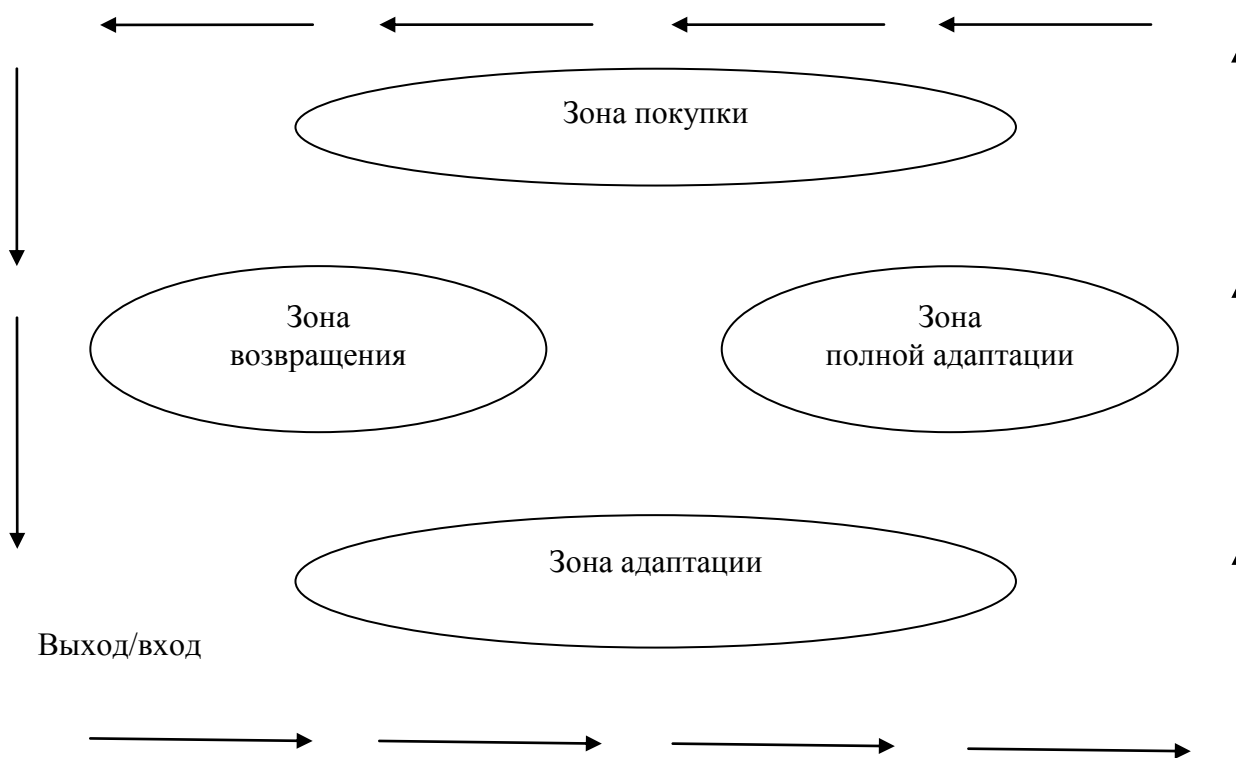 Зона покупки
Зона
возвращения
Зона
полной адаптации
Зона адаптации
Выход/вход